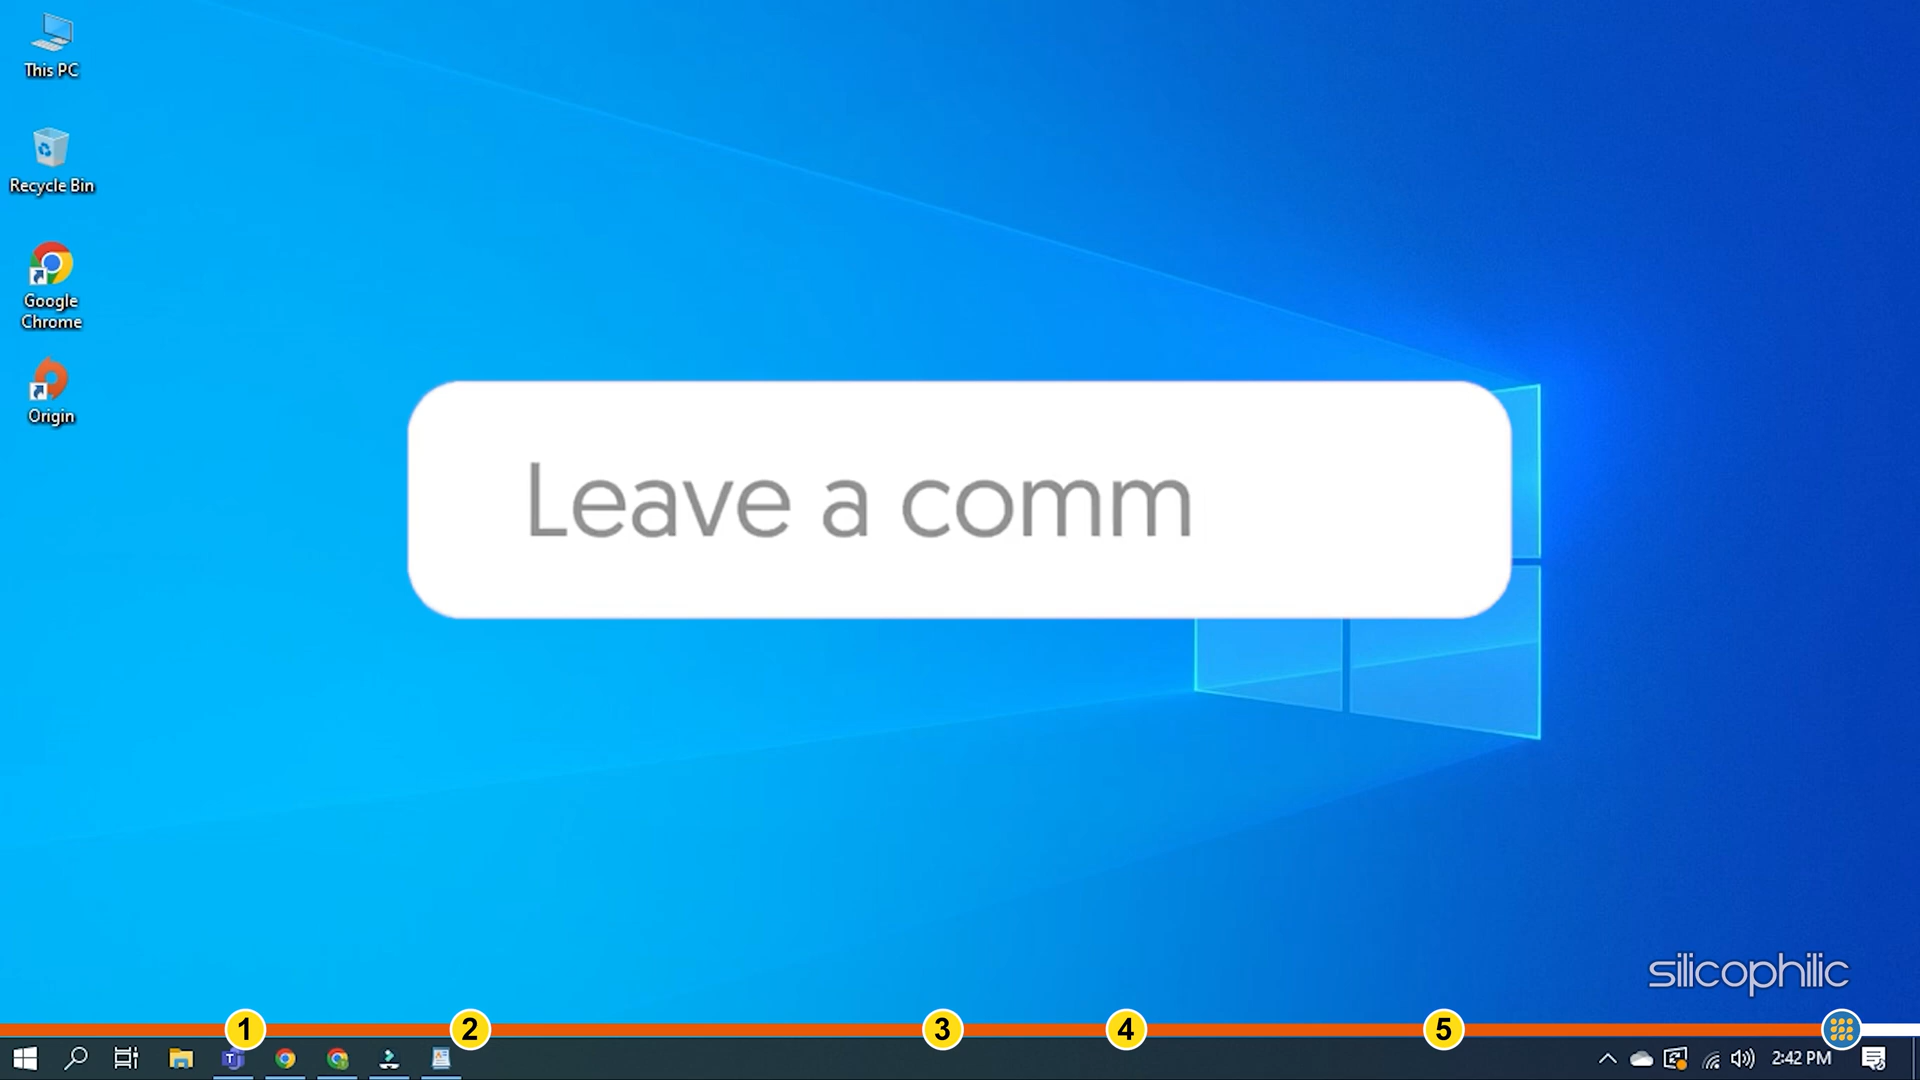 This PC
Recycle Bin
Google
Chrome
Origin
Leave a comm
silicophilic
1 2 3 4 5
2:42 PM